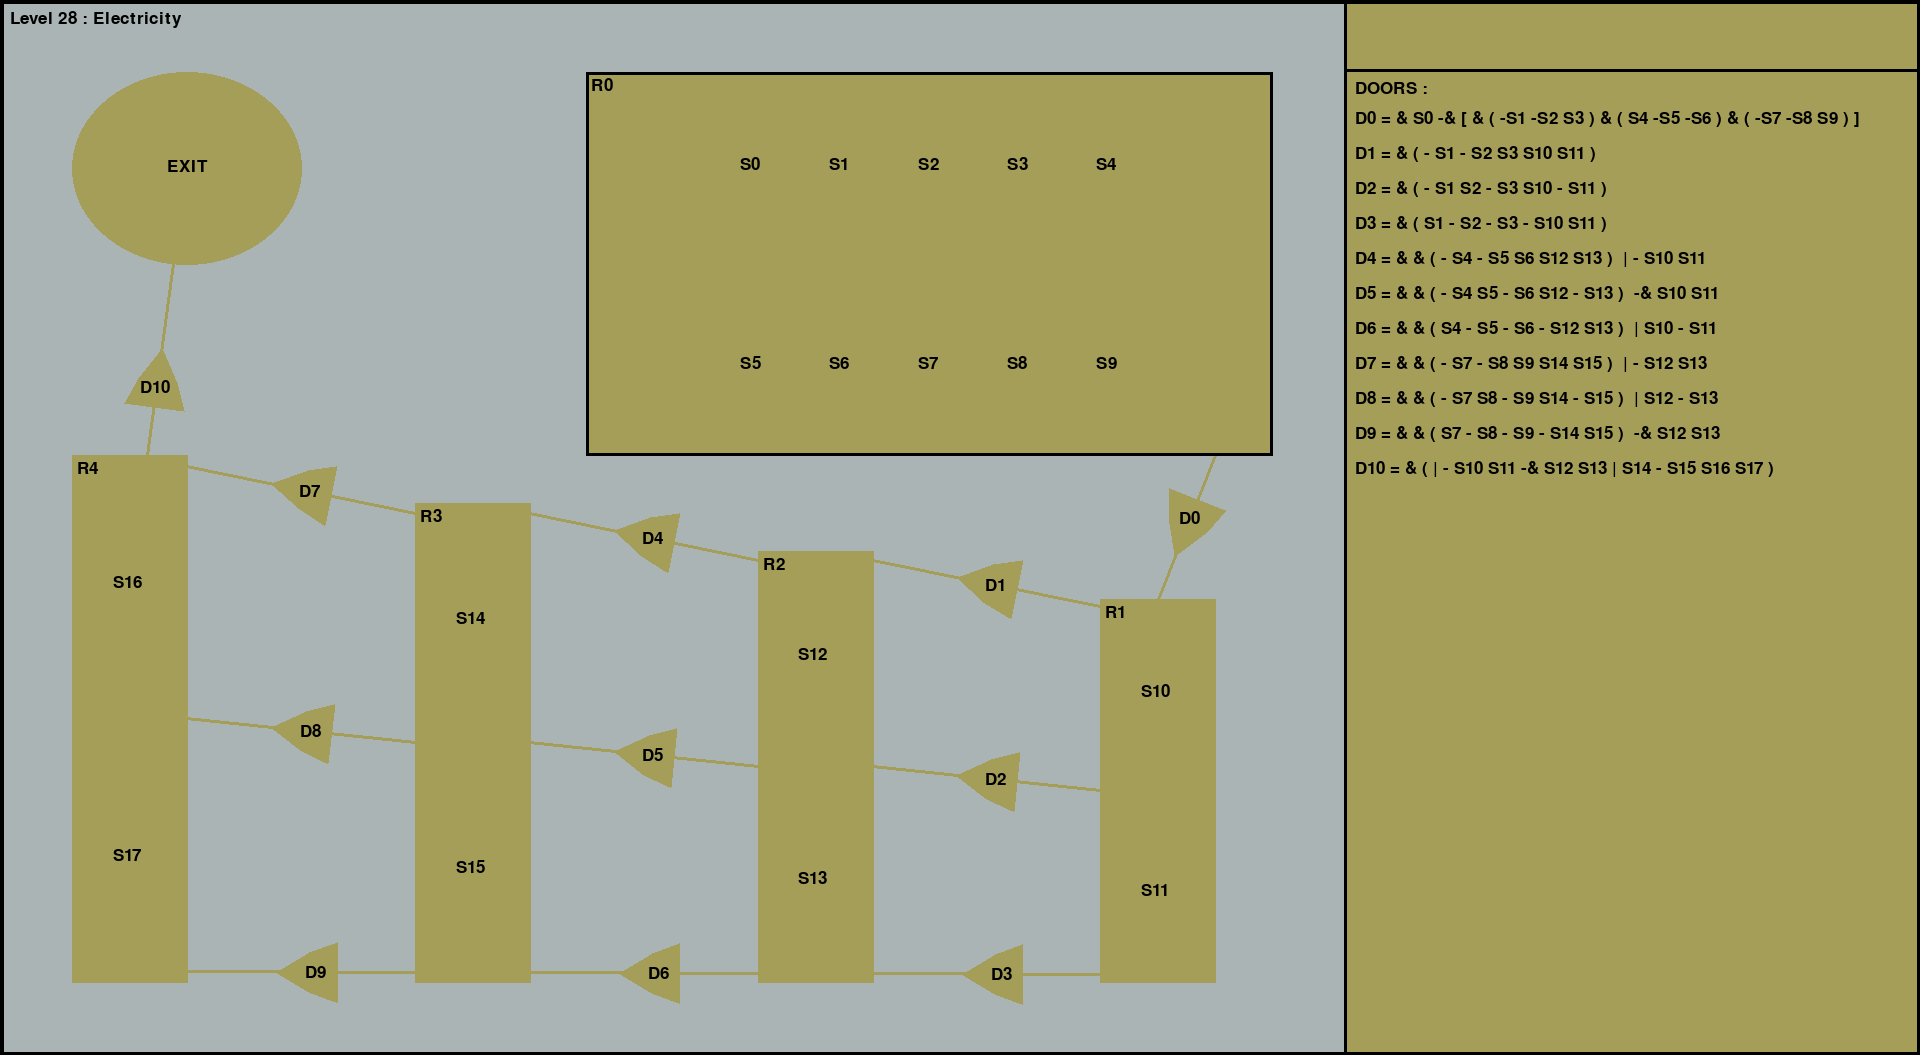 Level 28 : Electricity
DOORS :
D0 = & S0 -& [ & ( -S1 -S2 S3 ) & ( S4 -S5 -S6 ) & ( -S7 -S8 S9 ) ]
D1 = & ( - S1 - S2 S3 S10 S11 )
D2 = & ( - S1 S2 - S3 S10 - S11 )
D3 = & ( S1 - S2 - S3 - S10 S11 )
D4 = & & ( - S4 - S5 S6 S12 S13 )  | - S10 S11
D5 = & & ( - S4 S5 - S6 S12 - S13 )  -& S10 S11
D6 = & & ( S4 - S5 - S6 - S12 S13 )  | S10 - S11
D7 = & & ( - S7 - S8 S9 S14 S15 )  | - S12 S13
D8 = & & ( - S7 S8 - S9 S14 - S15 )  | S12 - S13
D9 = & & ( S7 - S8 - S9 - S14 S15 )  -& S12 S13
D10 = & ( | - S10 S11 -& S12 S13 | S14 - S15 S16 S17 )
R0
EXIT
S0 S1 S2 S3 S4
S5 S6 S7 S8 S9
D10
R4
D7
R3
D0
D4
R2
S16
D1
R1
S14
S12
S10
D8
D5
D2
S17
S15
S13
S11
D9
D6
D3